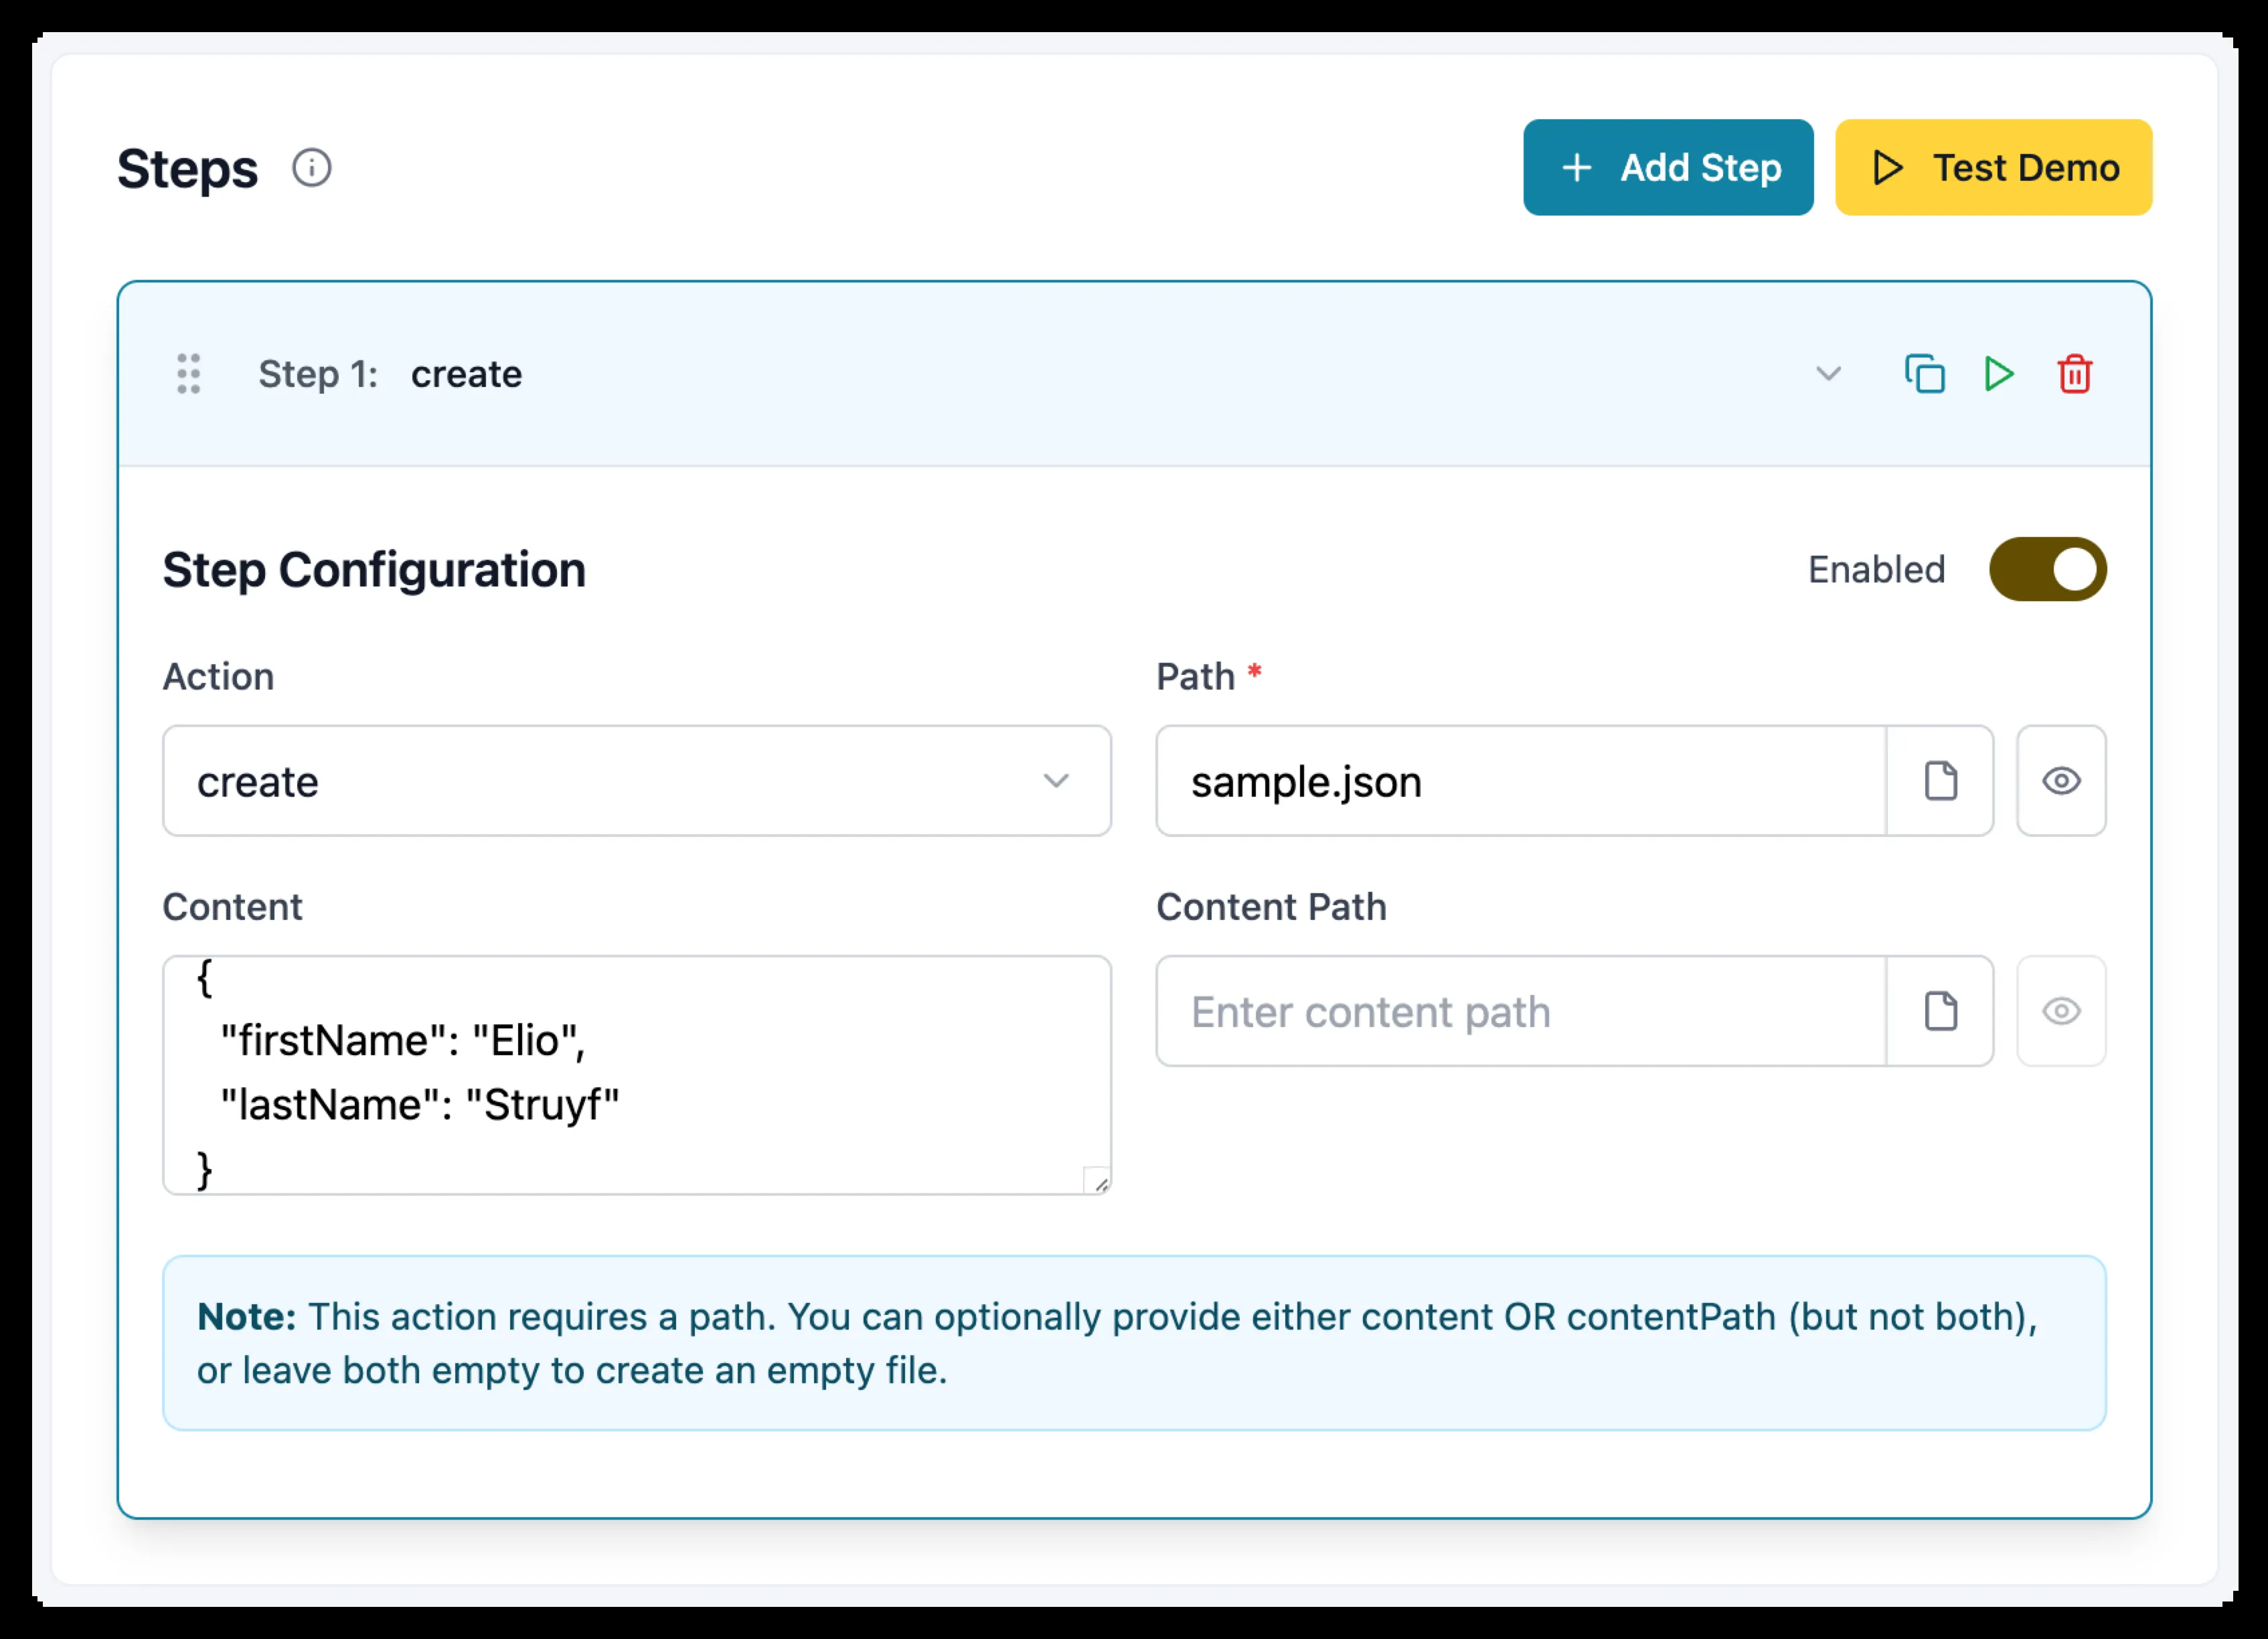 Steps
Add Step
Test Demo
Step 1: create
Step Configuration
Enabled
Action
Path *
create
sample.json
Content
Content Path
{
  "firstName": "Elio",
  "lastName": "Struyf"
}
Enter content path
Note: This action requires a path. You can optionally provide either content OR contentPath (but not both),
or leave both empty to create an empty file.